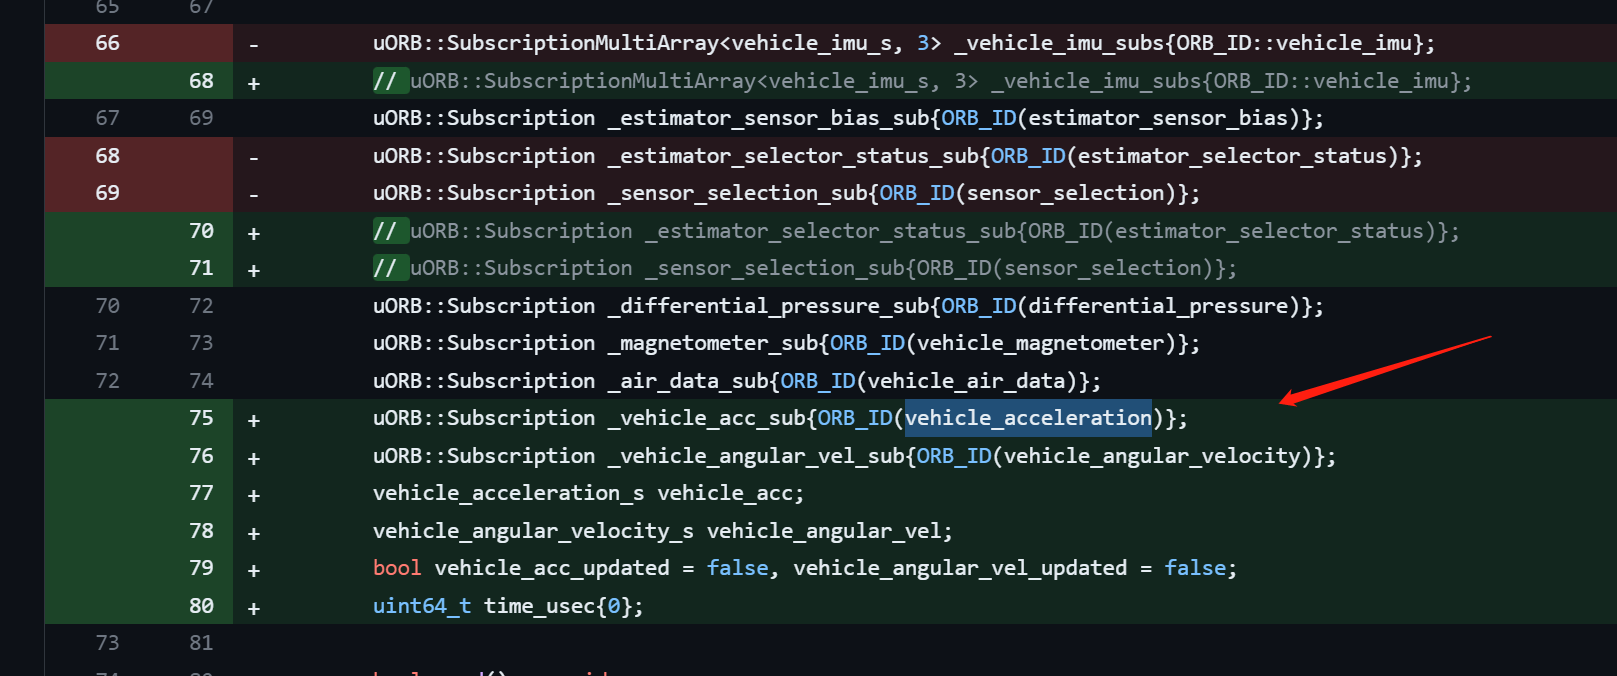 65 67
66 - uORB::SubscriptionMultiArray<vehicle_imu_s, 3> _vehicle_imu_subs{ORB_ID::vehicle_imu};
68 + // uORB::SubscriptionMultiArray<vehicle_imu_s, 3> _vehicle_imu_subs{ORB_ID::vehicle_imu};
67 69 uORB::Subscription _estimator_sensor_bias_sub{ORB_ID(estimator_sensor_bias)};
68 - uORB::Subscription _estimator_selector_status_sub{ORB_ID(estimator_selector_status)};
69 - uORB::Subscription _sensor_selection_sub{ORB_ID(sensor_selection)};
70 + // uORB::Subscription _estimator_selector_status_sub{ORB_ID(estimator_selector_status)};
71 + // uORB::Subscription _sensor_selection_sub{ORB_ID(sensor_selection)};
70 72 uORB::Subscription _differential_pressure_sub{ORB_ID(differential_pressure)};
71 73 uORB::Subscription _magnetometer_sub{ORB_ID(vehicle_magnetometer)};
72 74 uORB::Subscription _air_data_sub{ORB_ID(vehicle_air_data)};
75 + uORB::Subscription _vehicle_acc_sub{ORB_ID(vehicle_acceleration)};
76 + uORB::Subscription _vehicle_angular_vel_sub{ORB_ID(vehicle_angular_velocity)};
77 + vehicle_acceleration_s vehicle_acc;
78 + vehicle_angular_velocity_s vehicle_angular_vel;
79 + bool vehicle_acc_updated = false, vehicle_angular_vel_updated = false;
80 + uint64_t time_usec{0};
73 81